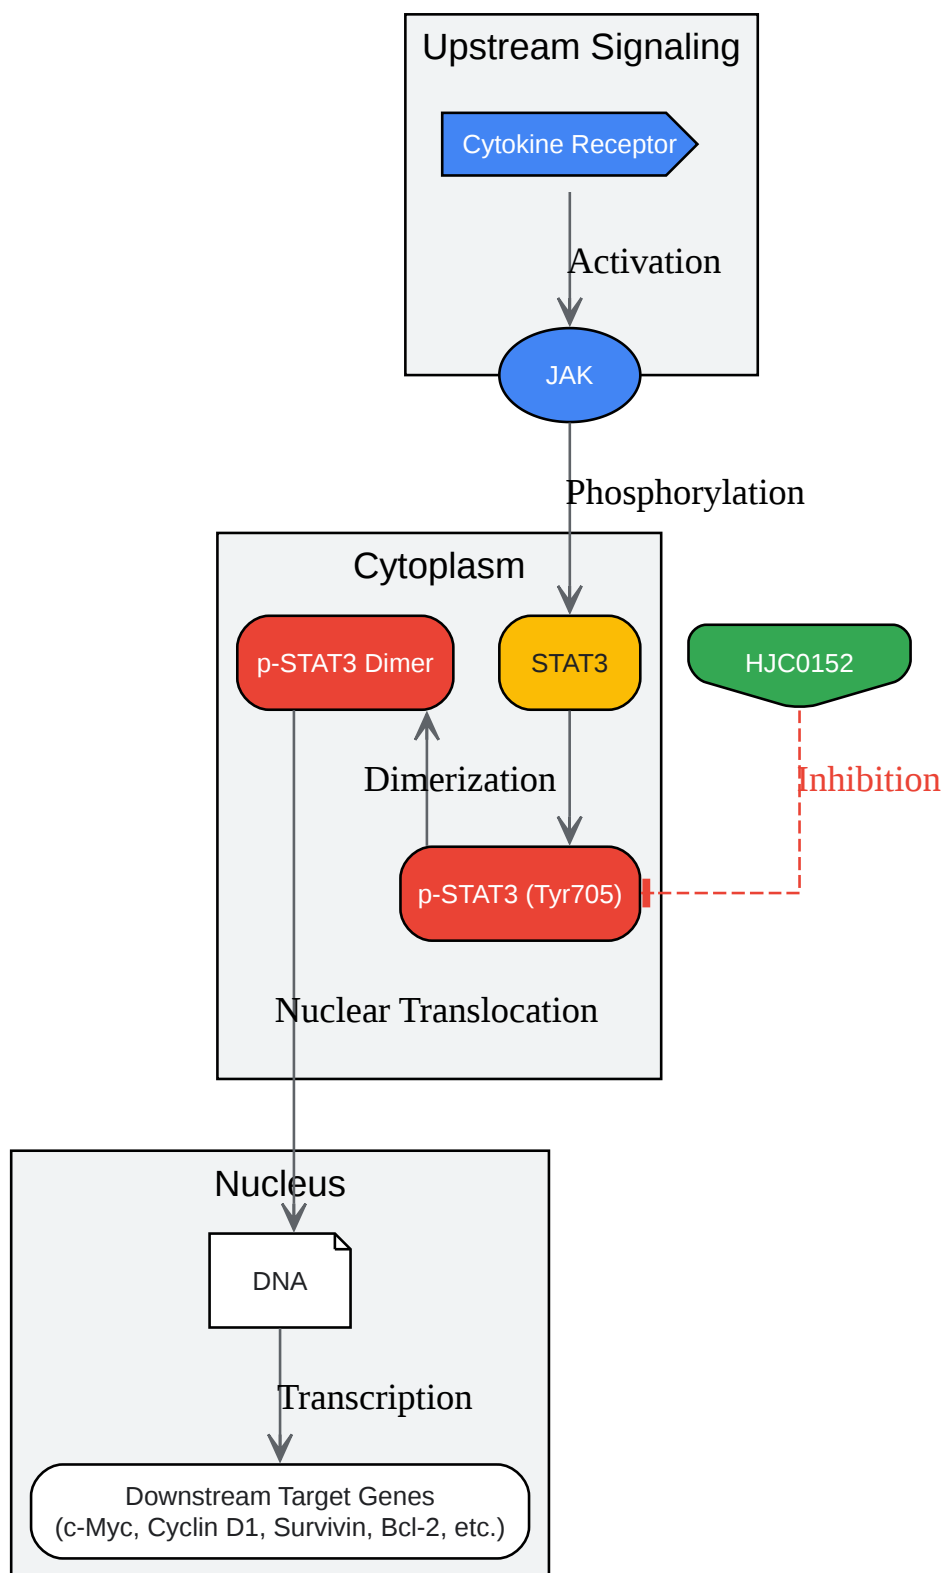 Upstream Signaling
Cytokine Receptor
Activation
JAK
Phosphorylation
Cytoplasm
p-STAT3 Dimer
STAT3
HJC0152
Dimerization
Inhibition
p-STAT3 (Tyr705)
Nuclear Translocation
Nucleus
DNA
Transcription
Downstream Target Genes
(c-Myc, Cyclin D1, Survivin, Bcl-2, etc.)